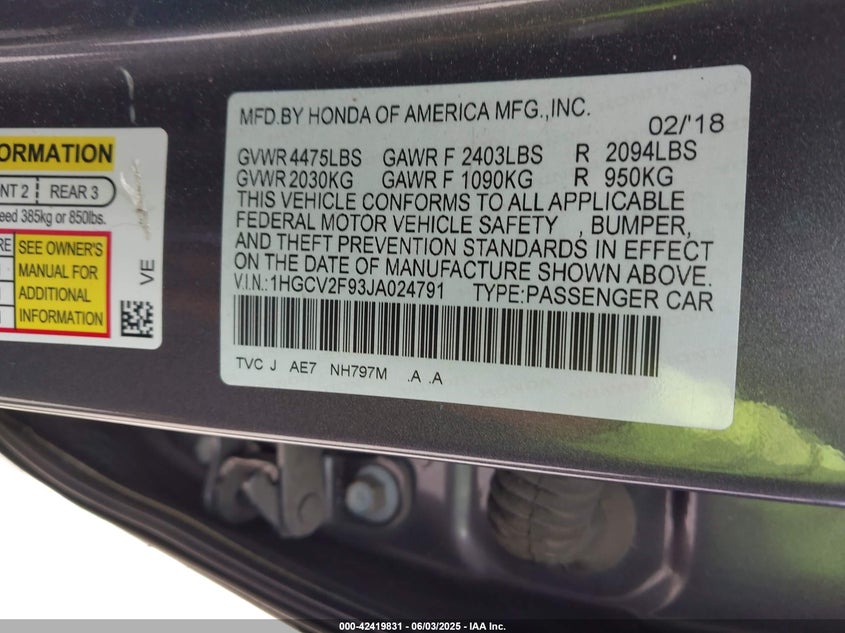 ORMATION
NT 2 REAR 3
eed 385kg or 850lbs.
RE
SEE OWNER'S
MANUAL FOR
ADDITIONAL
INFORMATION
VE
MFD.BY HONDA OF AMERICA MFG.,INC.
02/'18
GVWR 4475LBS GAWR F 2403LBS R 2094LBS
GVWR 2030KG GAWR F 1090KG R 950KG
THIS VEHICLE CONFORMS TO ALL APPLICABLE
FEDERAL MOTOR VEHICLE SAFETY , BUMPER,
AND THEFT PREVENTION STANDARDS IN EFFECT
ON THE DATE OF MANUFACTURE SHOWN ABOVE.
V.I.N.:1HGCV2F93JA024791 TYPE:PASSENGER CAR
TVC J AE7 NH797M .A .A
000-42419831 - 06/03/2025 - IAA Inc.